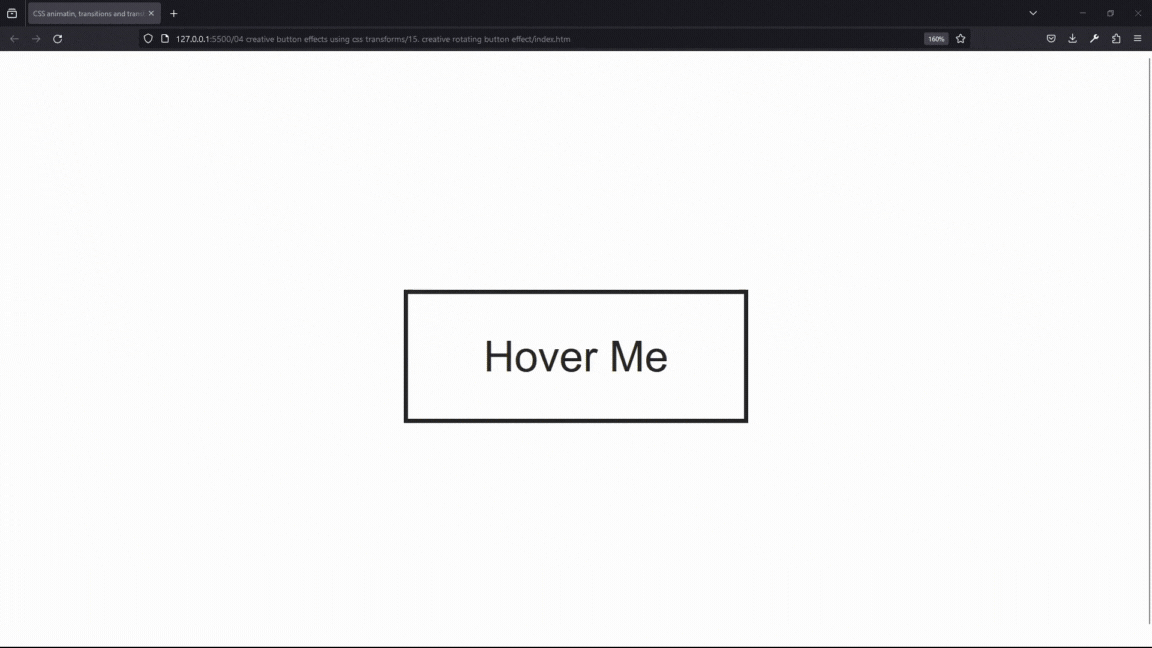 CSS animatin, transitions and trans
127.0.0.1:5500/04 creative button effects using css transforms/15. creative rotating button effect/index.htm
160%
Hover Me